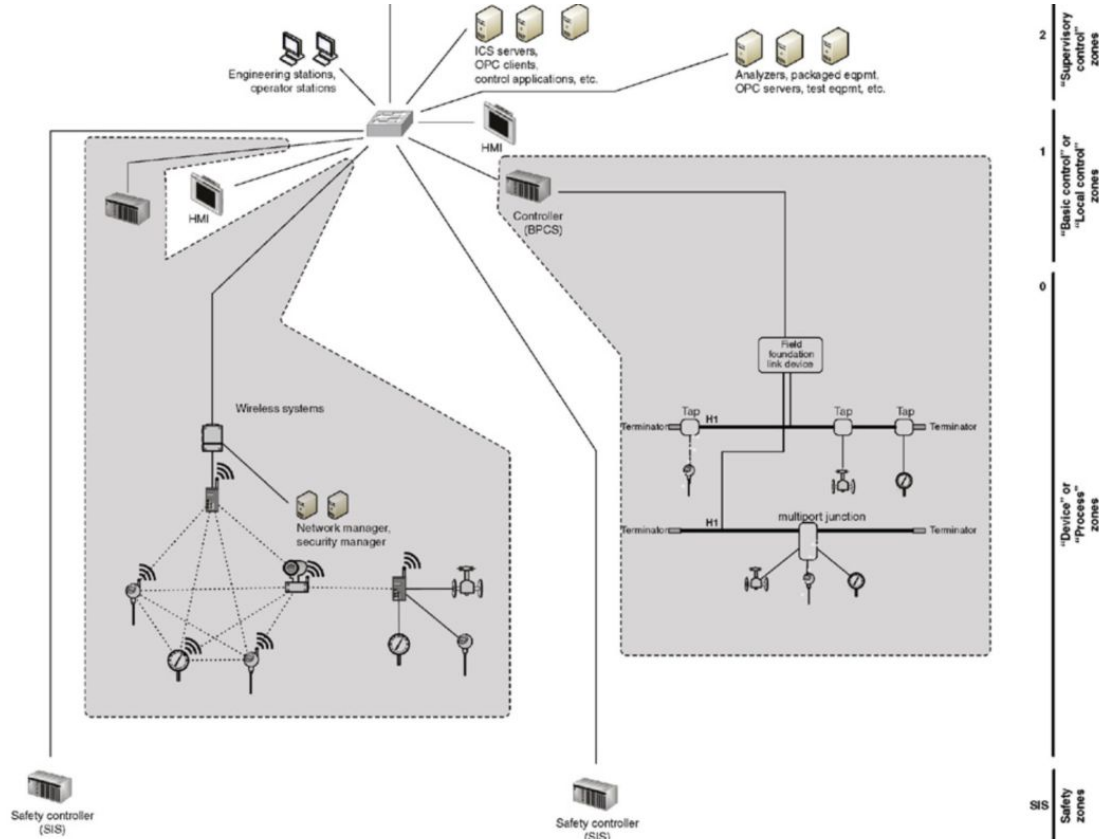 Engineering stations,
operator stations
ICS servers,
OPC clients,
control applications, etc.
Analyzers, packaged eqpmt,
OPC servers, test eqpmt, etc.
2
"Supervisory
control"
zones
HMI
HMI
Controller
(BPCS)
1
"Basic control" or
"Local control"
zones
0
Field
foundation
link device
Wireless systems
Tap
Tap
Tap
H1
Terminator
Terminator
Network manager,
security manager
multiport junction
H1
Terminator
Terminator
"Device" or
"Process"
zones
Safety controller
(SIS)
Safety controller
(SIS)
SIS
Safety
zones